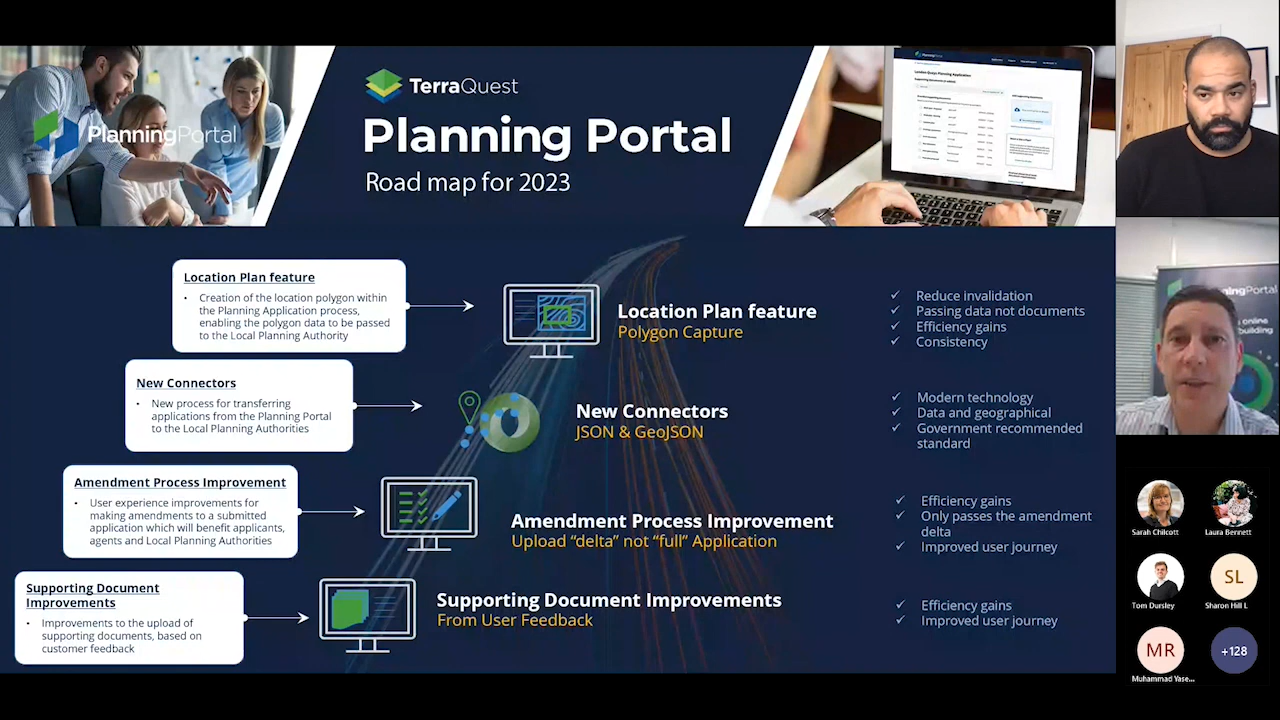 TerraQuest
PlanningPortal
Planning Portal
Road map for 2023
Location Plan feature
• Creation of the location polygon within
the Planning Application process,
enabling the polygon data to be passed
to the Local Planning Authority
Location Plan feature
Polygon Capture
✓ Reduce invalidation
✓ Passing data not documents
✓ Efficiency gains
✓ Consistency
New Connectors
• New process for transferring
applications from the Planning Portal
to the Local Planning Authorities
New Connectors
JSON & GeoJSON
✓ Modern technology
✓ Data and geographical
✓ Government recommended
standard
Amendment Process Improvement
• User experience improvements for
making amendments to a submitted
application which will benefit applicants,
agents and Local Planning Authorities
Amendment Process Improvement
Upload “delta” not “full” Application
✓ Efficiency gains
✓ Only passes the amendment
delta
✓ Improved user journey
Supporting Document
Improvements
• Improvements to the upload of
supporting documents, based on
customer feedback
Supporting Document Improvements
From User Feedback
✓ Efficiency gains
✓ Improved user journey
Sarah Chilcott
Laura Bennett
Tom Dursley
SL
Sharon Hill L
MR
Muhammad Yase...
+128